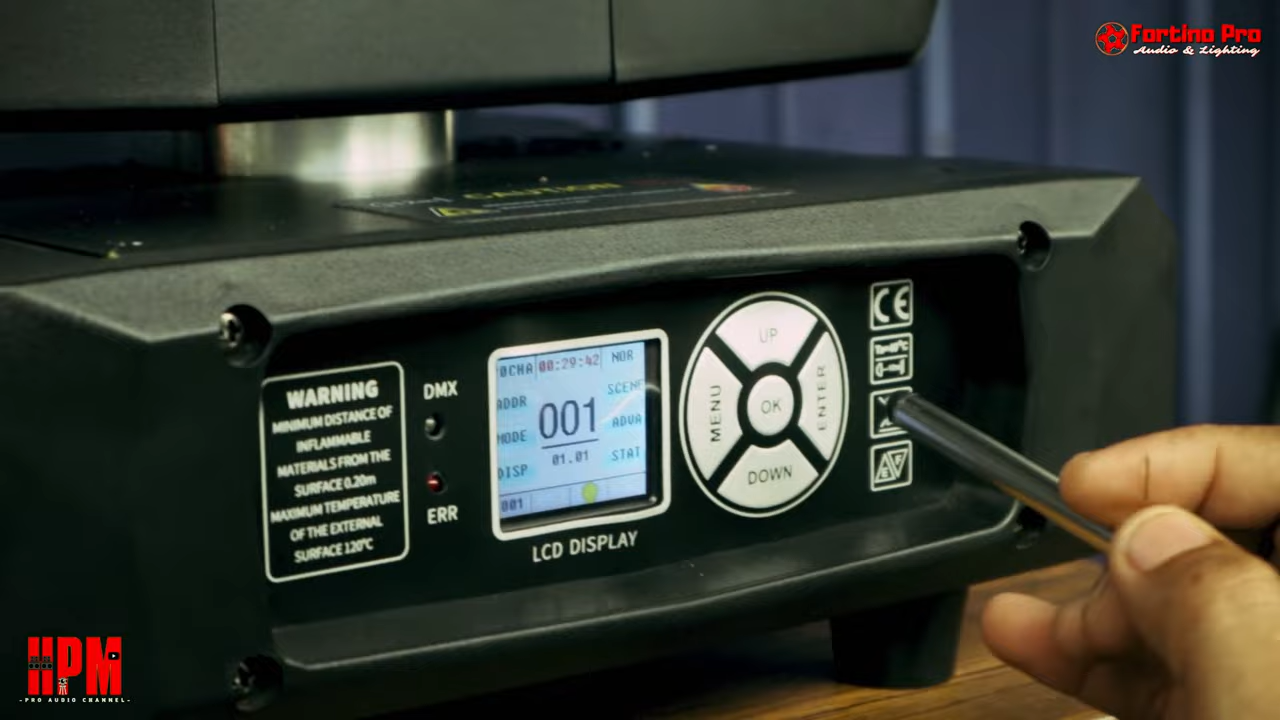 Fortino Pro
Audio & Lighting
CAUTION
WARNING
MINIMUM DISTANCE OF
INFLAMMABLE
MATERIALS FROM THE
SURFACE 0.20m
MAXIMUM TEMPERATURE
OF THE EXTERNAL
SURFACE 120°C
DMX
ERR
0CHA 00:29:42 NOR
ADDR 001 SCENE
MODE ADVA
DISP 01.01 STAT
001
LCD DISPLAY
UP
MENU OK ENTER
DOWN
CE
HPM
-PRO AUDIO CHANNEL-